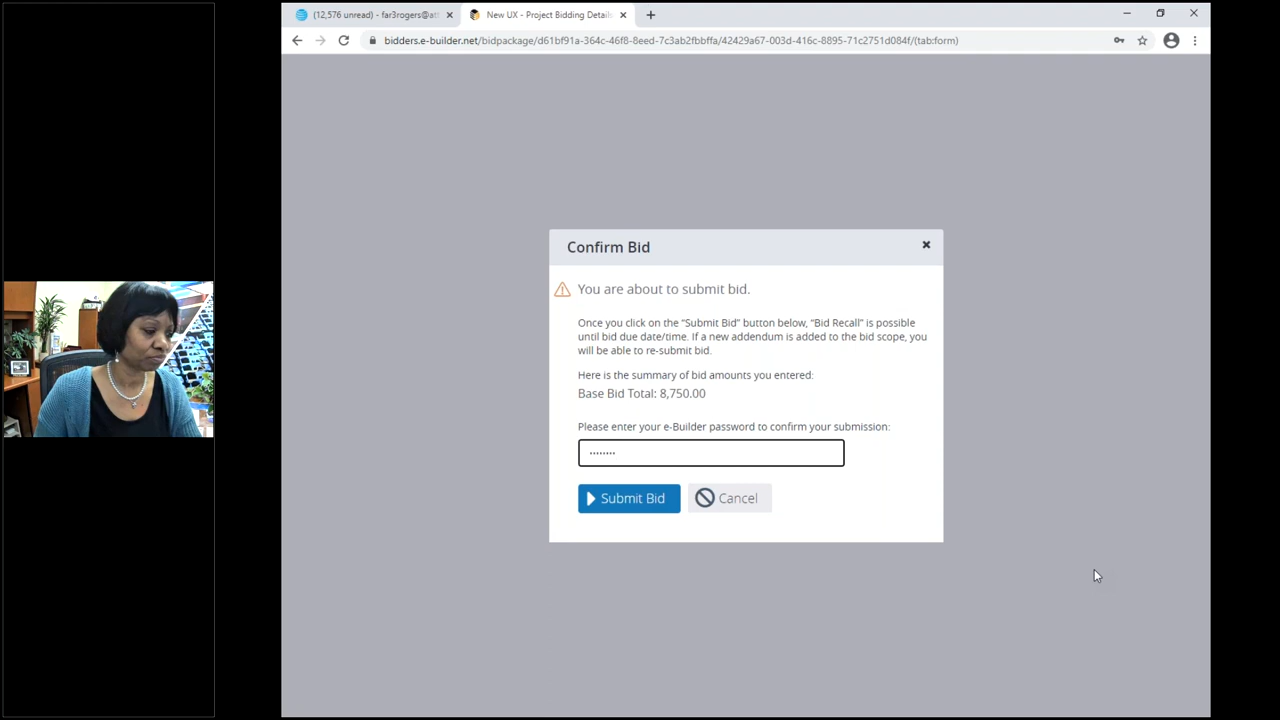 (12,576 unread) - far3rogers@att
New UX - Project Bidding Details
bidders.e-builder.net/bidpackage/d61bf91a-364c-46f8-8eed-7c3ab2fbbffa/42429a67-003d-416c-8895-71c2751d084f/(tab:form)
Confirm Bid
You are about to submit bid.
Once you click on the “Submit Bid” button below, “Bid Recall” is possible
until bid due date/time. If a new addendum is added to the bid scope, you
will be able to re-submit bid.
Here is the summary of bid amounts you entered:
Base Bid Total: 8,750.00
Please enter your e-Builder password to confirm your submission:
Submit Bid
Cancel